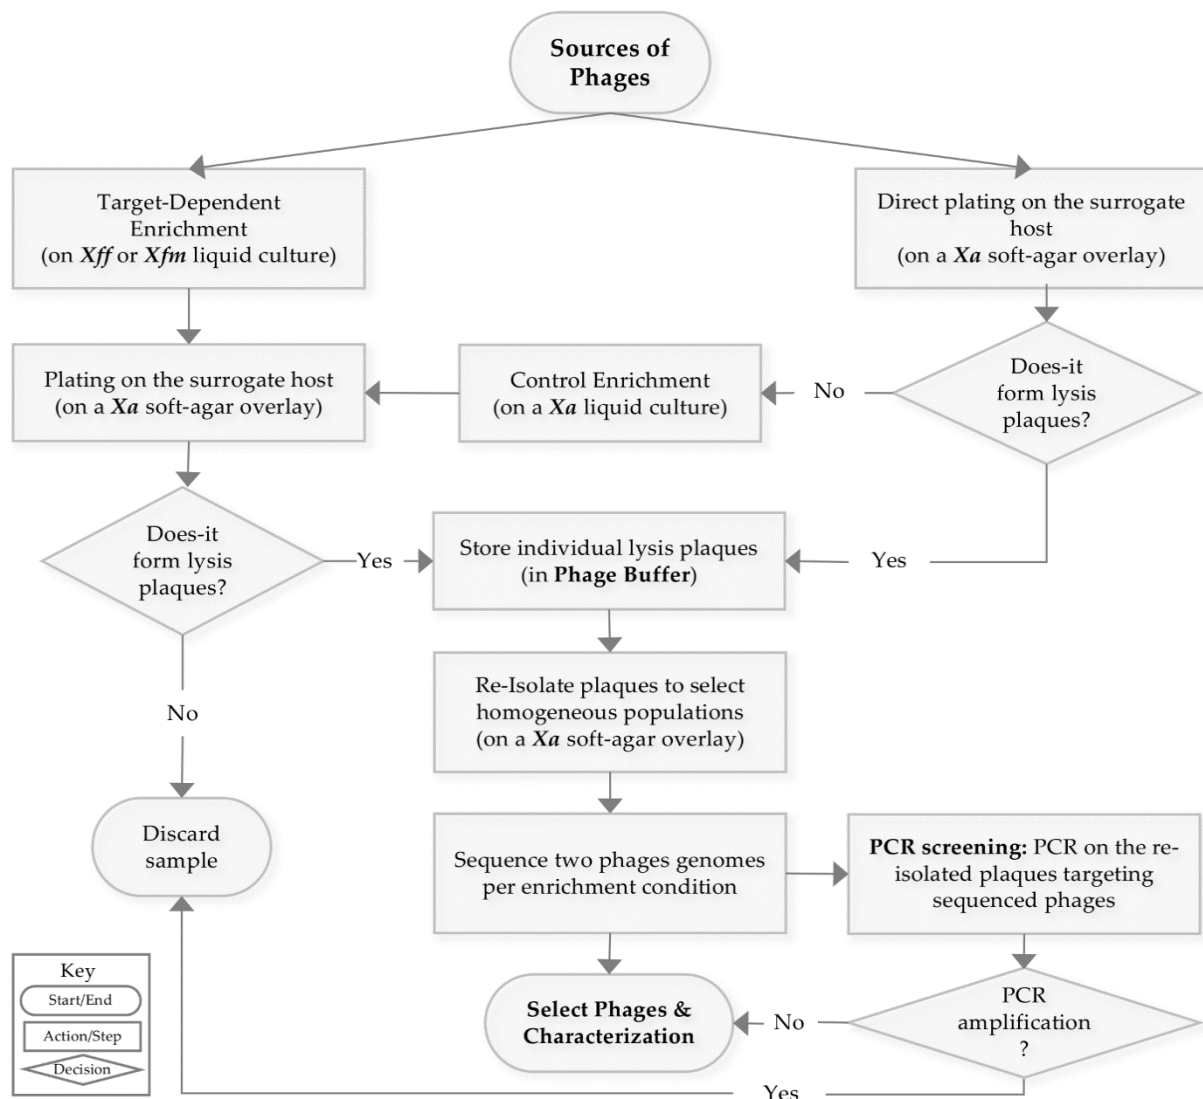 Sources of
Phages
Target-Dependent
Enrichment
(on Xff or Xfm liquid culture)
Direct plating on the surrogate
host
(on a Xa soft-agar overlay)
Plating on the surrogate host
(on a Xa soft-agar overlay)
Control Enrichment
(on a Xa liquid culture)
No
Does-it
form lysis
plaques?
Does-it
form lysis
plaques?
Yes
Store individual lysis plaques
(in Phage Buffer)
Yes
No
Re-Isolate plaques to select
homogeneous populations
(on a Xa soft-agar overlay)
Discard
sample
Sequence two phages genomes
per enrichment condition
PCR screening: PCR on the re-
isolated plaques targeting
sequenced phages
Key
Start/End
Action/Step
Decision
Select Phages &
Characterization
No
PCR
amplification
?
Yes